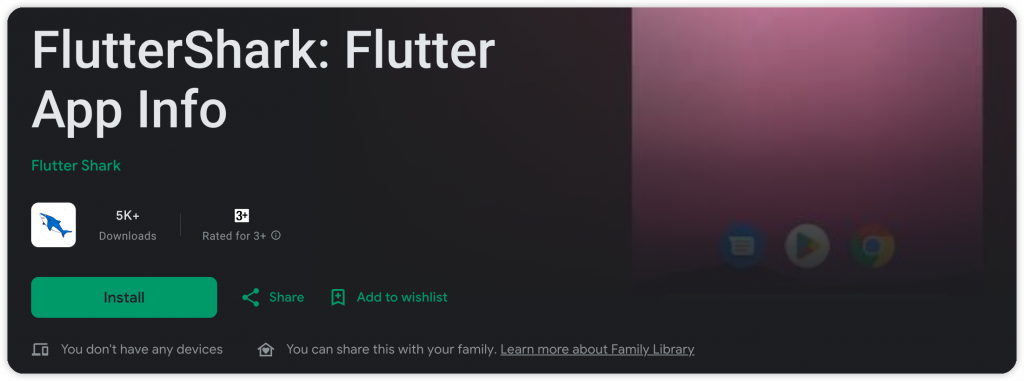 FlutterShark: Flutter
App Info
Flutter Shark
5K+
Downloads
3+
Rated for 3+
Install
Share
Add to wishlist
You don't have any devices
You can share this with your family. Learn more about Family Library